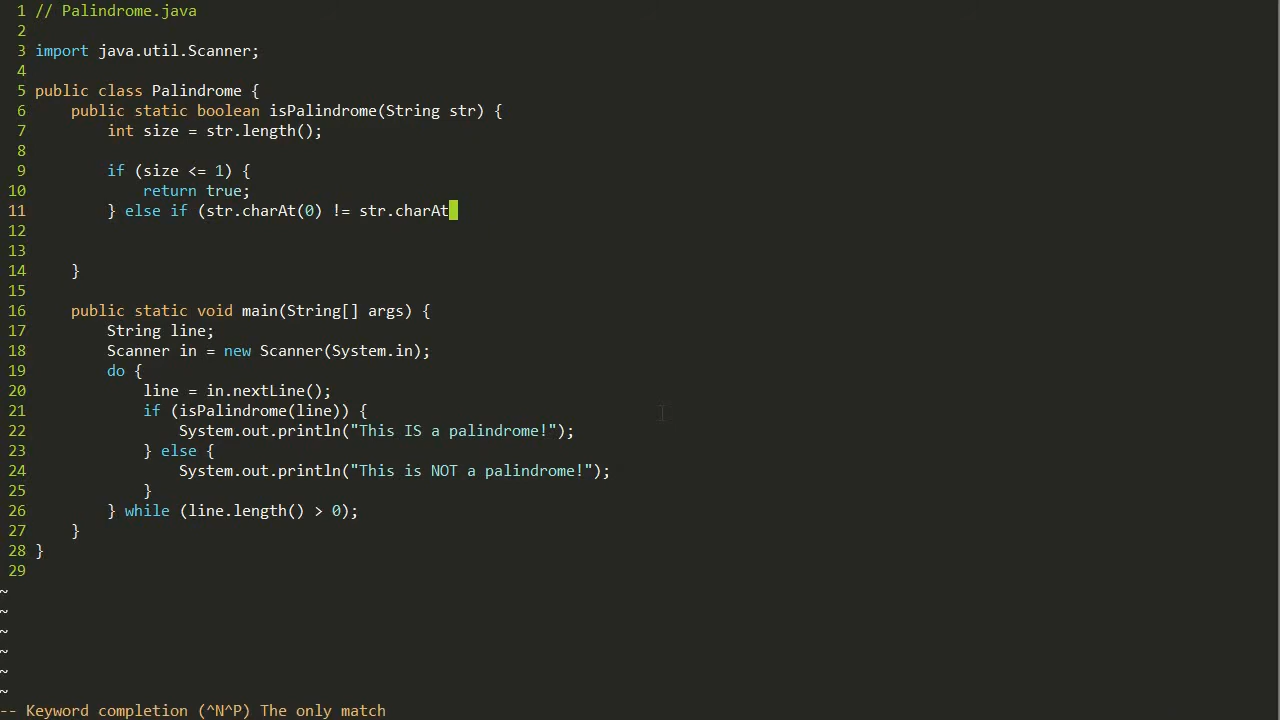 1 // Palindrome.java
2
3 import java.util.Scanner;
4
5 public class Palindrome {
6     public static boolean isPalindrome(String str) {
7         int size = str.length();
8
9         if (size <= 1) {
10             return true;
11         } else if (str.charAt(0) != str.charAt
12
13
14     }
15
16     public static void main(String[] args) {
17         String line;
18         Scanner in = new Scanner(System.in);
19         do {
20             line = in.nextLine();
21             if (isPalindrome(line)) {
22                 System.out.println("This IS a palindrome!");
23             } else {
24                 System.out.println("This is NOT a palindrome!");
25             }
26         } while (line.length() > 0);
27     }
28 }
29
~
~
~
~
~
~
-- Keyword completion (^N^P) The only match